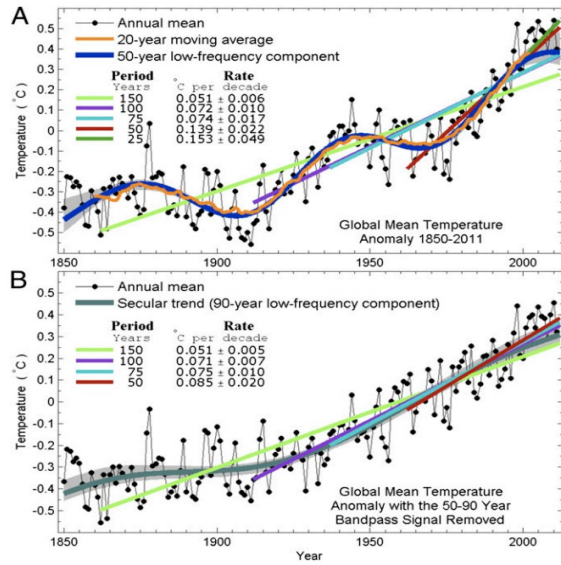 A
Annual mean
20-year moving average
50-year low-frequency component
Period Rate
Years °C per decade
150 0.051 ± 0.006
100 0.072 ± 0.010
75 0.074 ± 0.017
50 0.139 ± 0.022
25 0.153 ± 0.049
Temperature (°C)
0.5
0.4
0.3
0.2
0.1
0
-0.1
-0.2
-0.3
-0.4
-0.5
Global Mean Temperature
Anomaly 1850-2011
1850 1900 1950 2000
B
Annual mean
Secular trend (90-year low-frequency component)
Period Rate
Years °C per decade
150 0.051 ± 0.005
100 0.071 ± 0.007
75 0.075 ± 0.010
50 0.085 ± 0.020
Temperature (°C)
0.5
0.4
0.3
0.2
0.1
0
-0.1
-0.2
-0.3
-0.4
-0.5
Global Mean Temperature
Anomaly with the 50-90 Year
Bandpass Signal Removed
1850 1900 1950 2000
Year